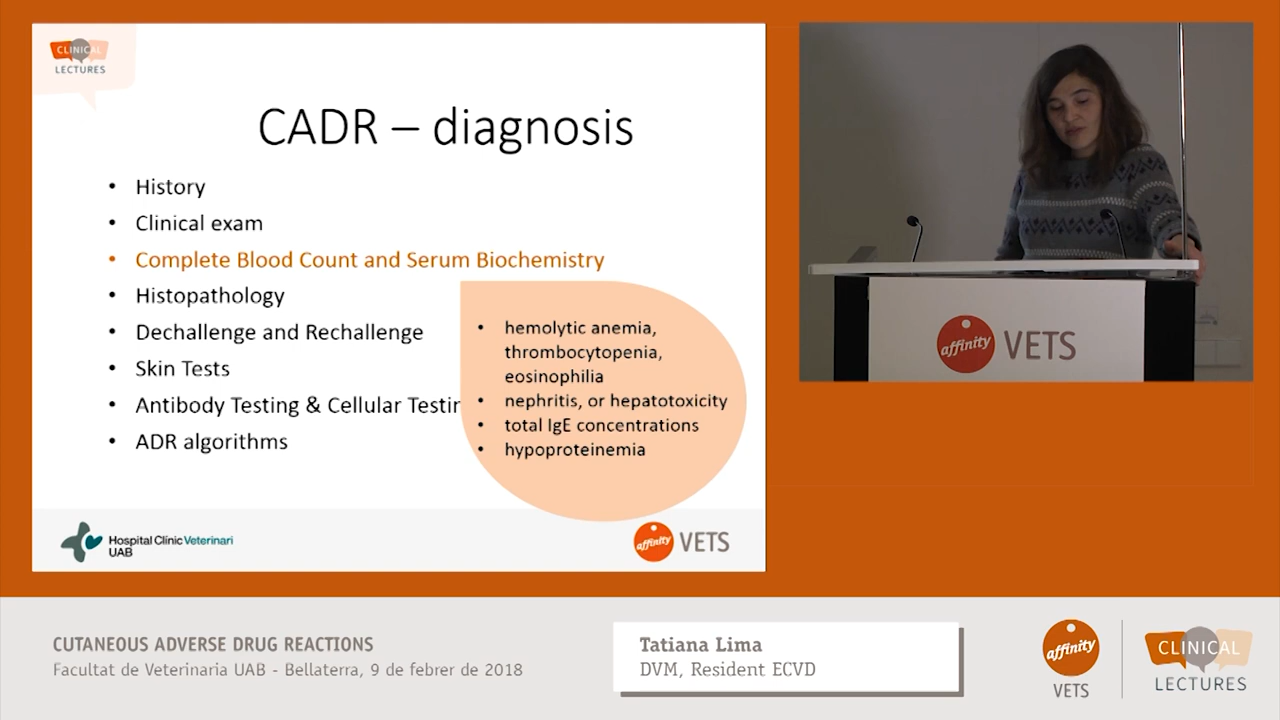 CLINICAL
LECTURES
CADR – diagnosis
• History
• Clinical exam
• Complete Blood Count and Serum Biochemistry
• Histopathology
• Dechallenge and Rechallenge
• Skin Tests
• Antibody Testing & Cellular Testin
• ADR algorithms
• hemolytic anemia,
thrombocytopenia,
eosinophilia
• nephritis, or hepatotoxicity
• total IgE concentrations
• hypoproteinemia
Hospital Clínic Veterinari
UAB
affinity VETS
affinity VETS
CUTANEOUS ADVERSE DRUG REACTIONS
Facultat de Veterinaria UAB - Bellaterra, 9 de febrer de 2018
Tatiana Lima
DVM, Resident ECVD
affinity
VETS
CLINICAL
LECTURES